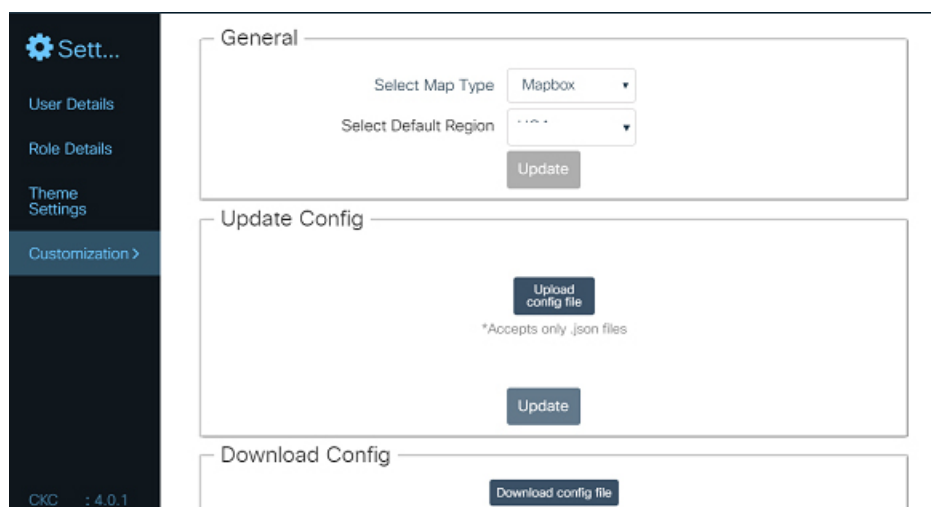 Sett...
User Details
Role Details
Theme
Settings
Customization >
CKC : 4.0.1
General
Select Map Type Mapbox
Select Default Region
Update
Update Config
Upload
config file
*Accepts only .json files
Update
Download Config
Download config file